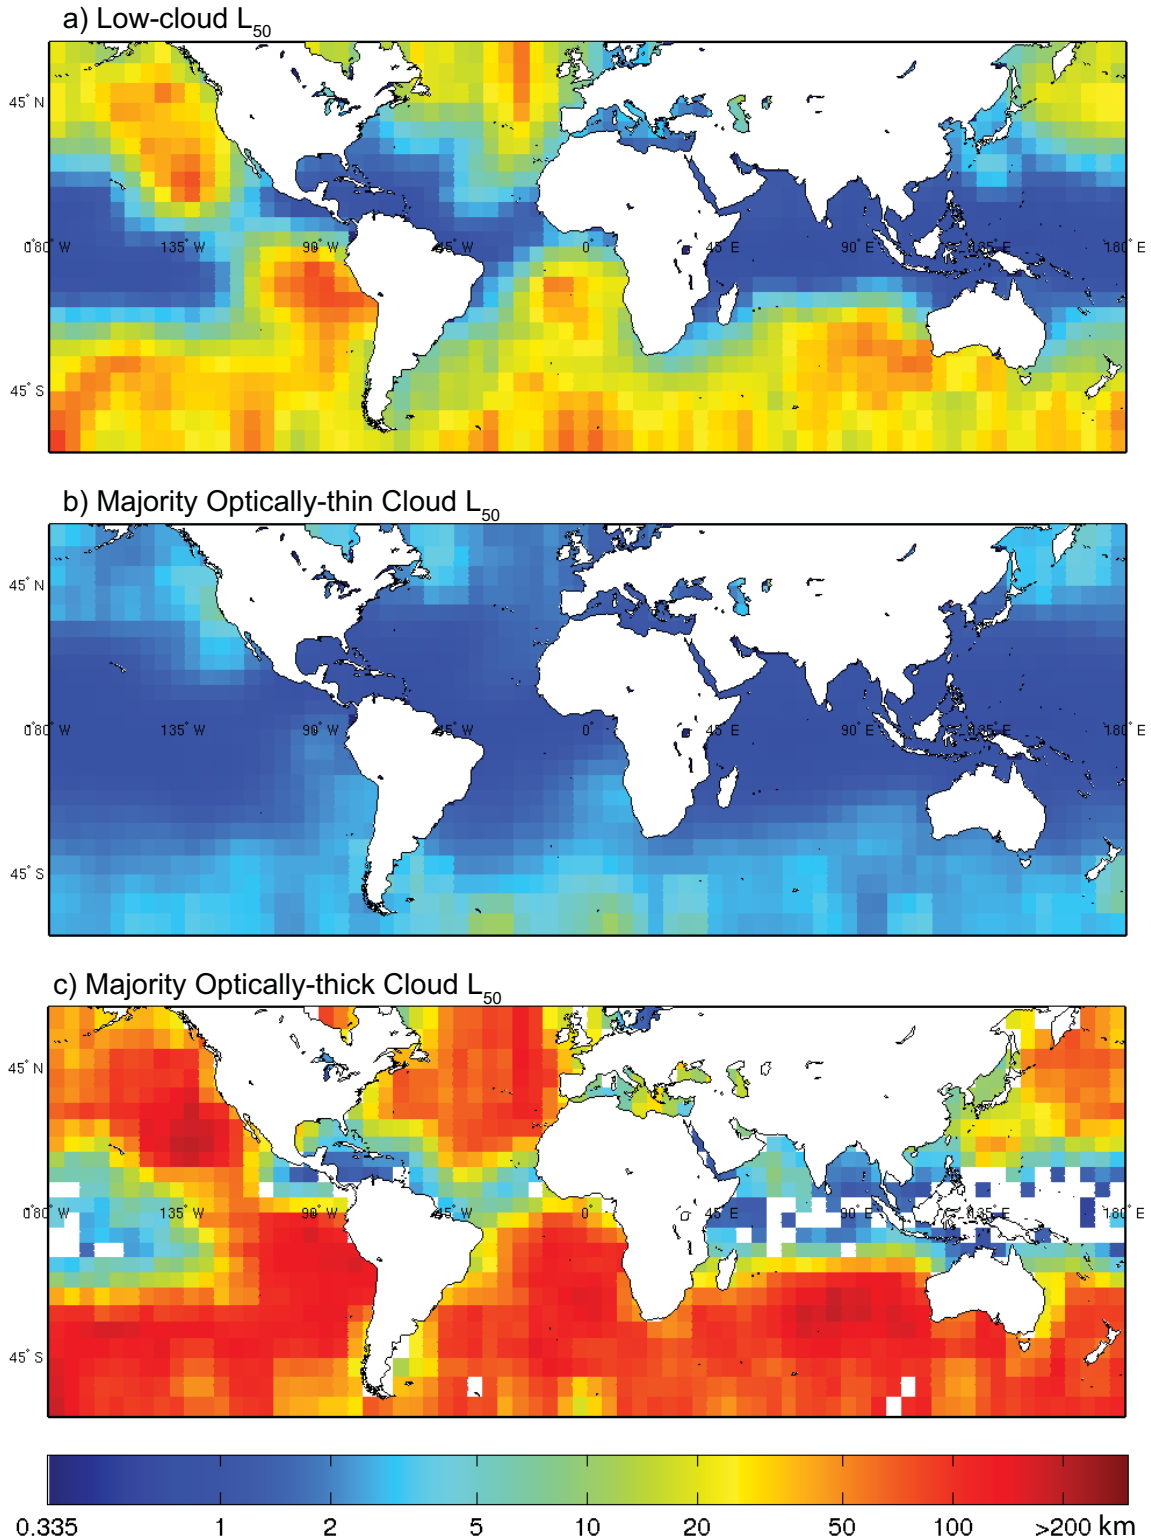 a) Low-cloud L50
45° N
0°80° W 135° W 90° W 45° W 0° 45° E 90° E 135° E 180° E
45° S
b) Majority Optically-thin Cloud L50
45° N
0°80° W 135° W 90° W 45° W 0° 45° E 90° E 135° E 180° E
45° S
c) Majority Optically-thick Cloud L50
45° N
0°80° W 135° W 90° W 45° W 0° 45° E 90° E 135° E 180° E
45° S
0.335 1 2 5 10 20 50 100 >200 km